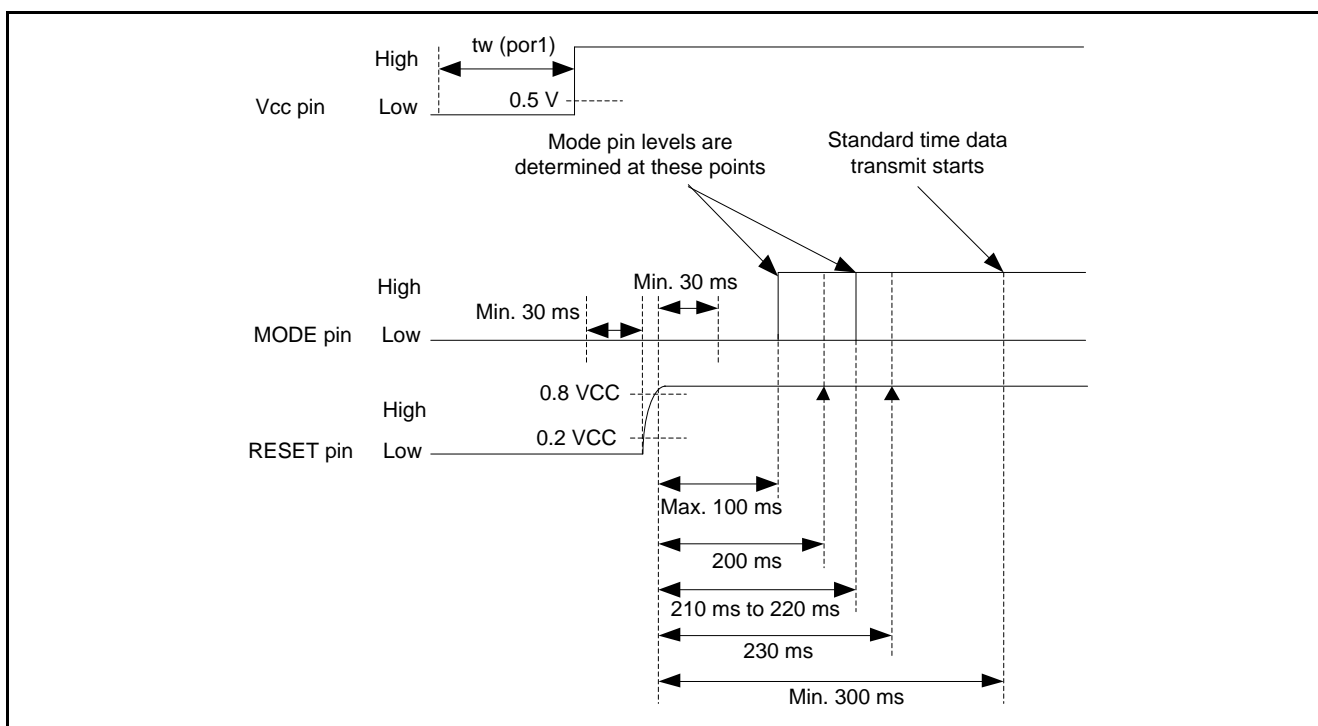 tw (por1)
High
0.5 V
Vcc pin
Low
Mode pin levels are
determined at these points
Standard time data
transmit starts
High
Min. 30 ms
Min. 30 ms
MODE pin
Low
0.8 VCC
High
0.2 VCC
RESET pin
Low
Max. 100 ms
200 ms
210 ms to 220 ms
230 ms
Min. 300 ms